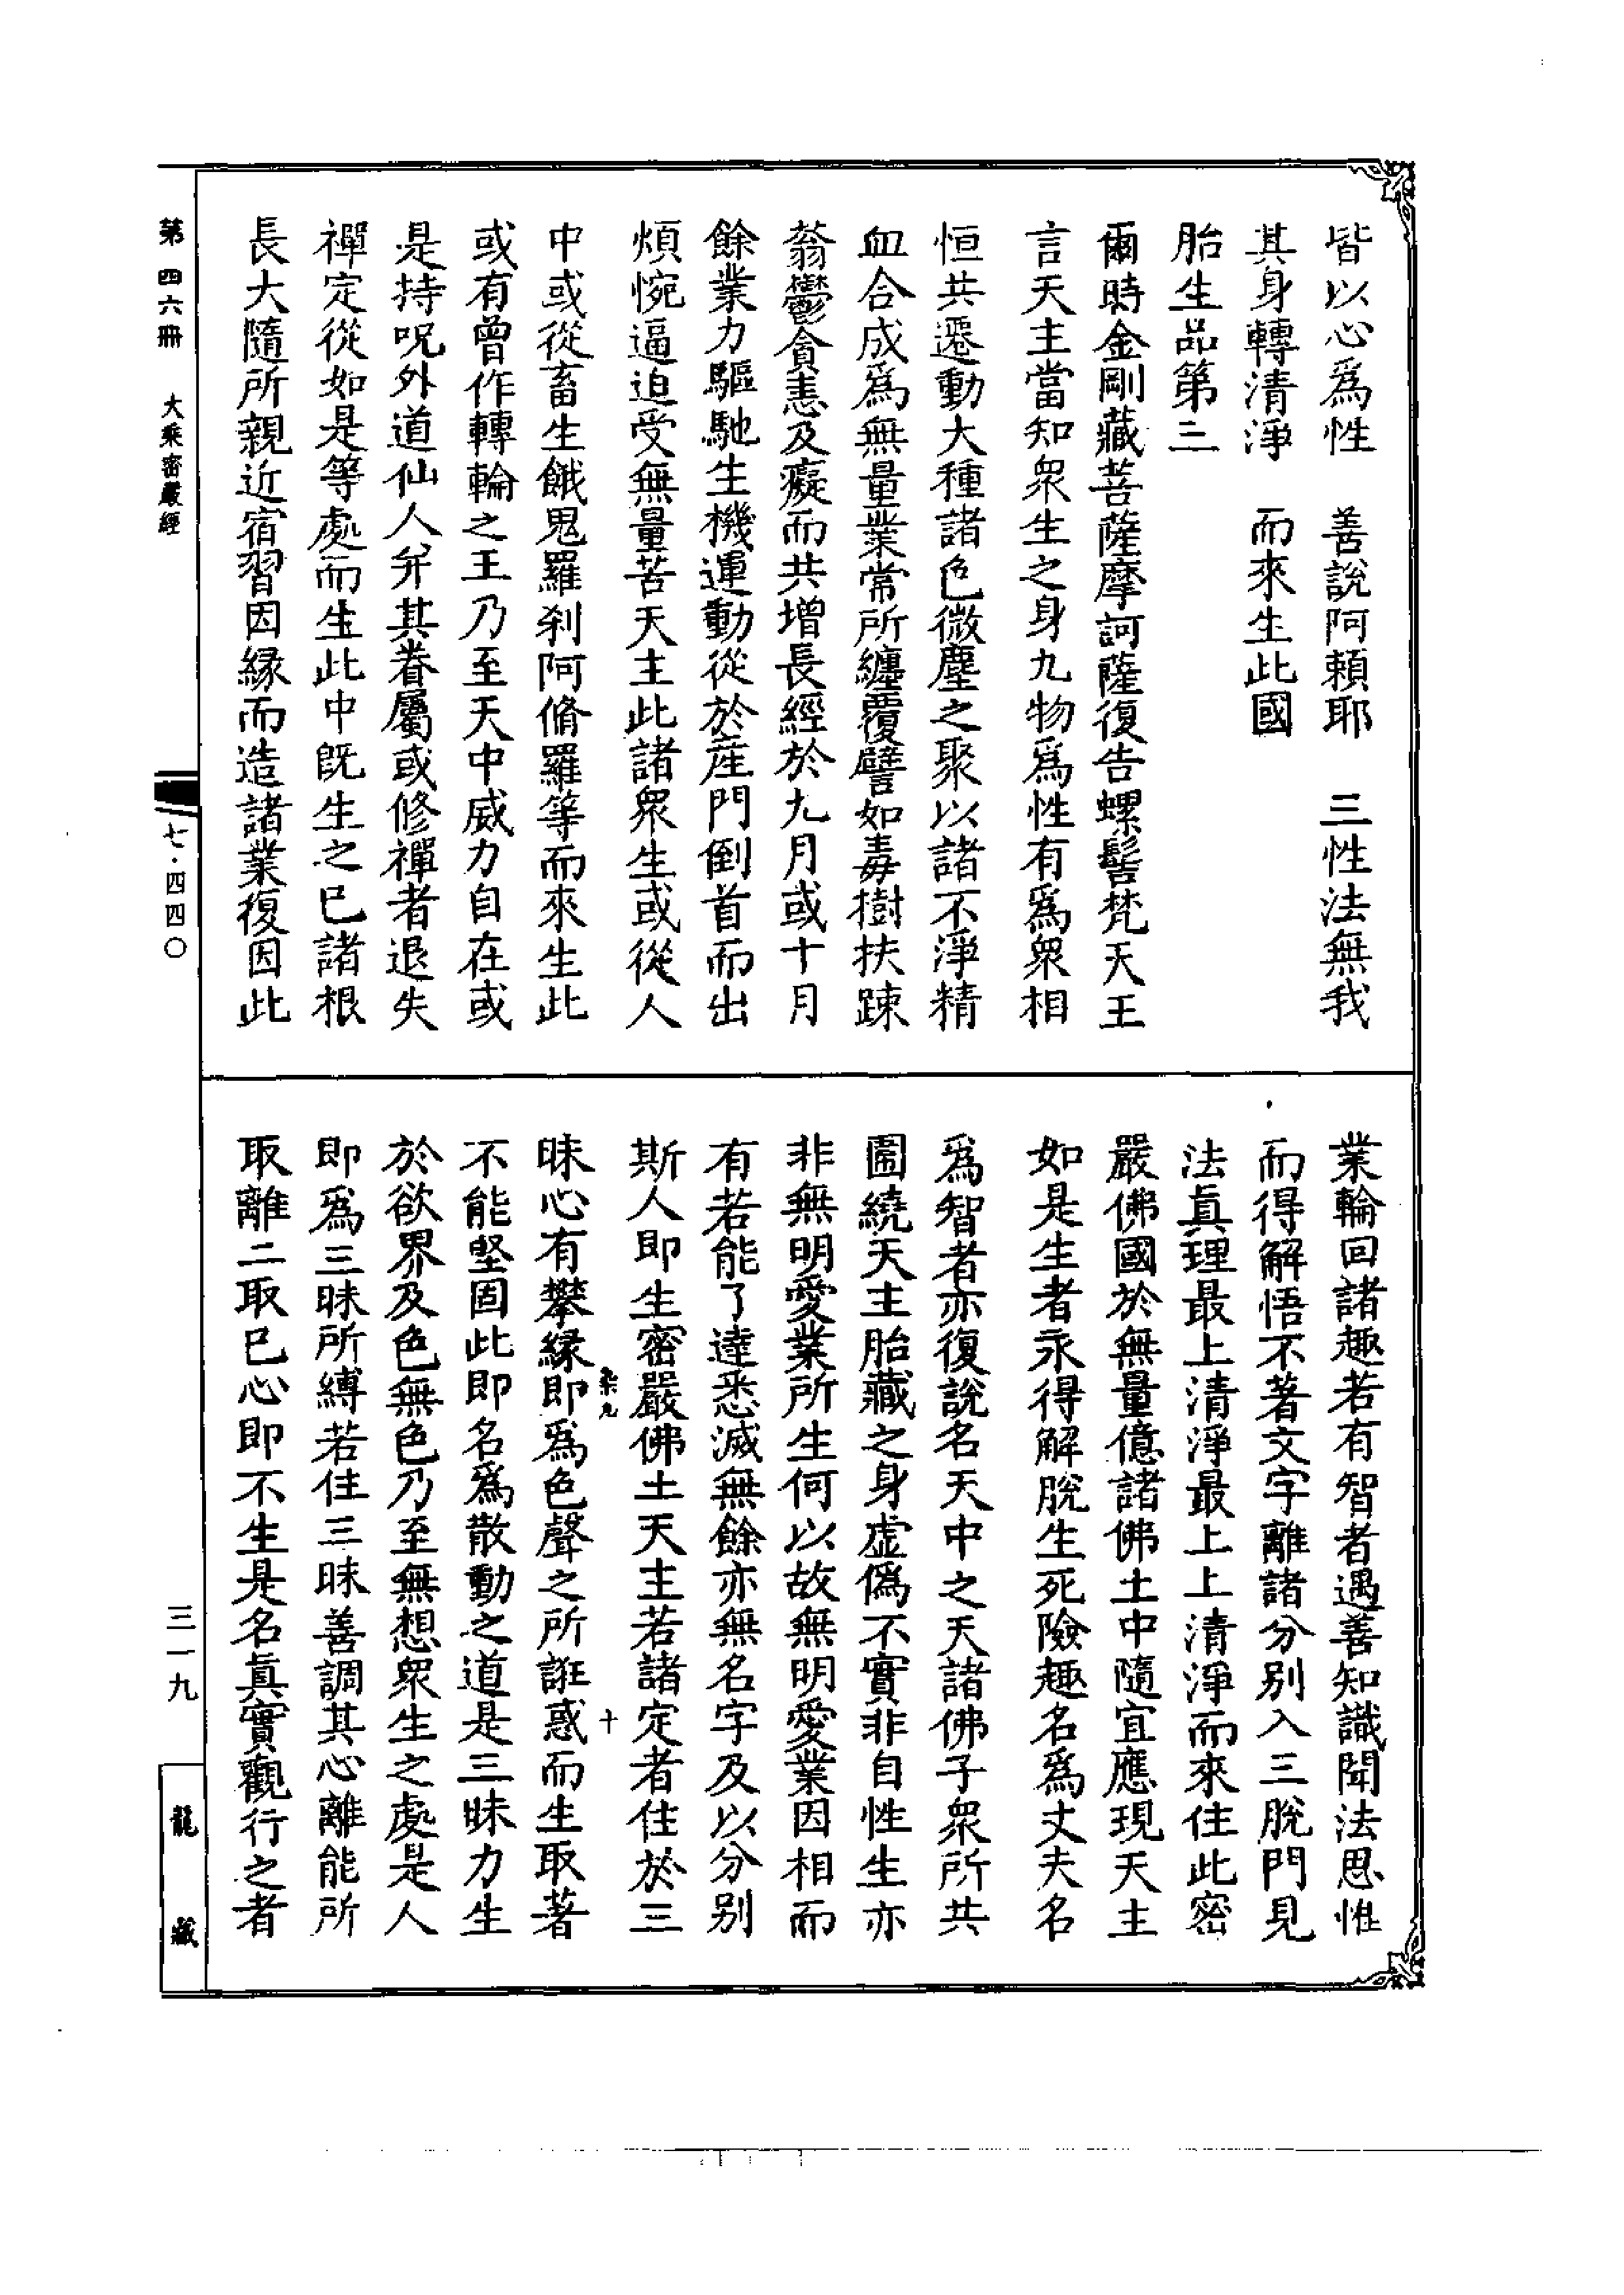 皆以心爲性　善說阿賴耶　三性法無我
其身轉清淨　而來生此國
胎生品第三
爾時金剛藏菩薩摩訶薩復告螺髻梵天王
言天主當知衆生之身九物爲性有爲衆相
恒共遷動大種諸色微塵之聚以諸不淨精
血合成爲無量業常所纏覆譬如毒樹扶踈
蓊鬱貪恚及癡而共增長經於九月或十月
餘業力驅馳生機運動從於産門倒首而出
煩惋逼迫受無量苦天主此諸衆生或從人
中或從畜生餓鬼羅刹阿脩羅等而來生此
或有曾作轉輪之王乃至天中威力自在或
是持呪外道仙人并其眷屬或修禪者退失
禪定從如是等處而生此中旣生之已諸根
長大隨所親近宿習因緣而造諸業復因此
業輪回諸趣若有智者遇善知識聞法思惟
而得解悟不著文字離諸分別入三脫門見
法眞理最上清淨最上上清淨而來住此密
嚴佛國於無量億諸佛土中隨宜應現天主
如是生者永得解脫生死險趣名爲丈夫名
爲智者亦復說名天中之天諸佛子衆所共
圍繞天主胎藏之身虛僞不實非自性生亦
非無明愛業所生何以故無明愛業因相而
有若能了達悉滅無餘亦無名字及以分別
斯人即生密嚴佛土天主若諸定者住於三
昧心有攀緣即爲色聲之所誑惑而生取著
不能堅固此即名爲散動之道是三昧力生
於欲界及色無色乃至無想衆生之處是人
即爲三昧所縛若住三昧善調其心離能所
取離二取已心即不生是名眞實觀行之者
十
第四六冊　大乘密嚴經
七·四四〇
三一九
龍藏